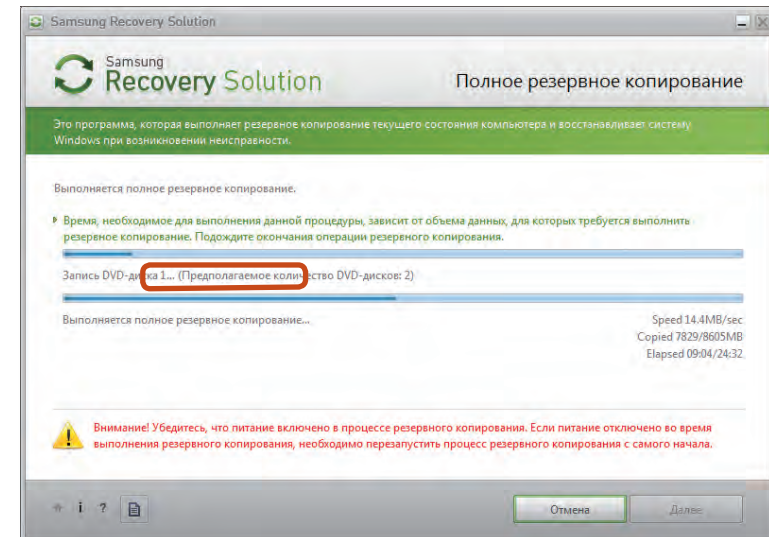 Samsung Recovery Solution
Samsung
Recovery Solution
Полное резервное копирование
Это программа, которая выполняет резервное копирование текущего состояния компьютера и восстанавливает систему
Windows при возникновении неисправности.
Выполняется полное резервное копирование.
Время, необходимое для выполнения данной процедуры, зависит от объема данных, для которых требуется выполнить
резервное копирование. Подождите окончания операции резервного копирования.
Запись DVD-диска 1... (Предполагаемое количество DVD-дисков: 2)
Выполняется полное резервное копирование...
Speed 14.4MB/sec
Copied 7829/8605MB
Elapsed 09:04/24:32
Внимание! Убедитесь, что питание включено в процессе резервного копирования. Если питание отключено во время
выполнения резервного копирования, необходимо перезапустить процесс резервного копирования с самого начала.
i ?
Отмена
Далее